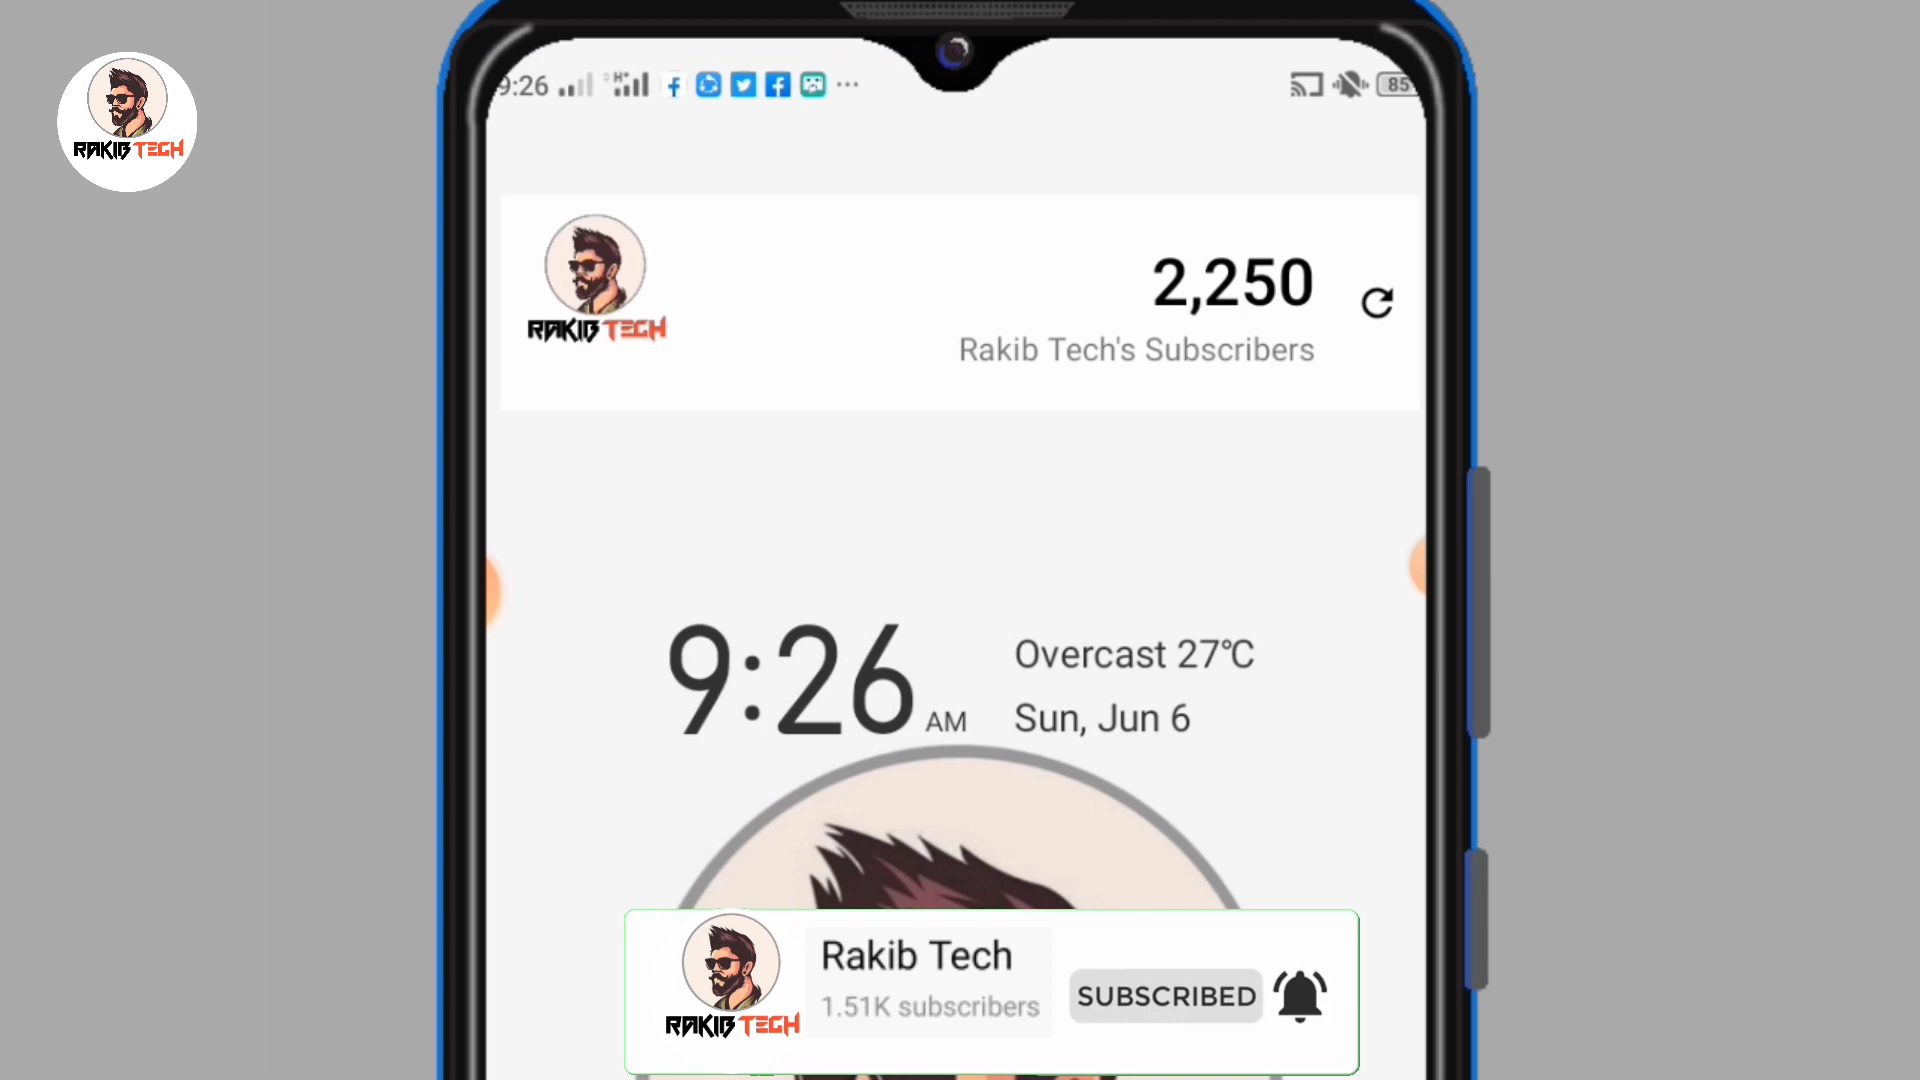 RAKIB TECH
9:26
H+
85
RAKIB TECH
2,250
Rakib Tech's Subscribers
9:26 AM
Overcast 27°C
Sun, Jun 6
Rakib Tech
1.51K subscribers
SUBSCRIBED
RAKIB TECH